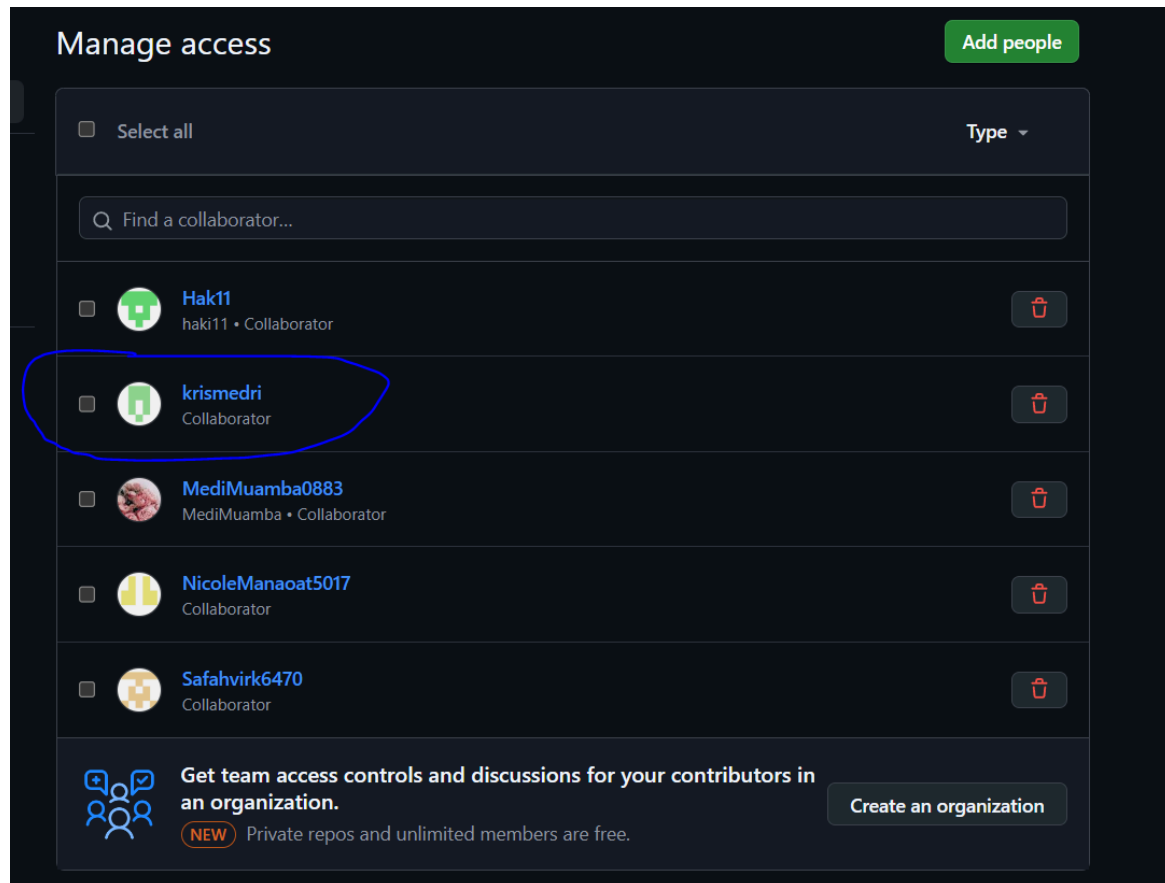 Manage access
Add people
Select all
Type
Find a collaborator...
Hak11
haki11 • Collaborator
krismedri
Collaborator
MediMuamba0883
MediMuamba • Collaborator
NicoleManaoat5017
Collaborator
Safahvirk6470
Collaborator
Get team access controls and discussions for your contributors in
an organization.
Create an organization
NEW Private repos and unlimited members are free.